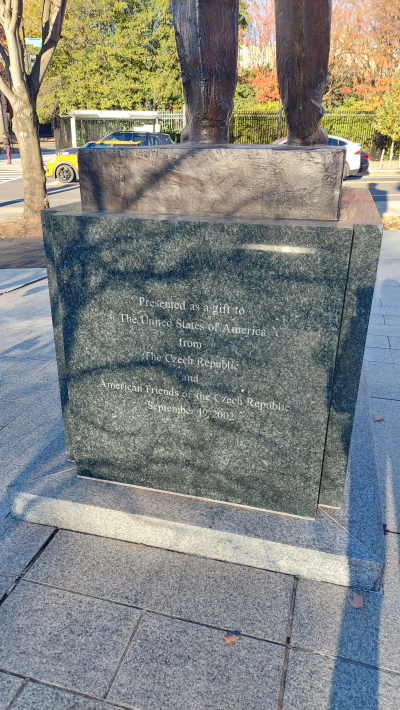 Presented as a gift to
The United States of America
from
The Czech Republic
and
American Friends of the Czech Republic
September 19, 2002